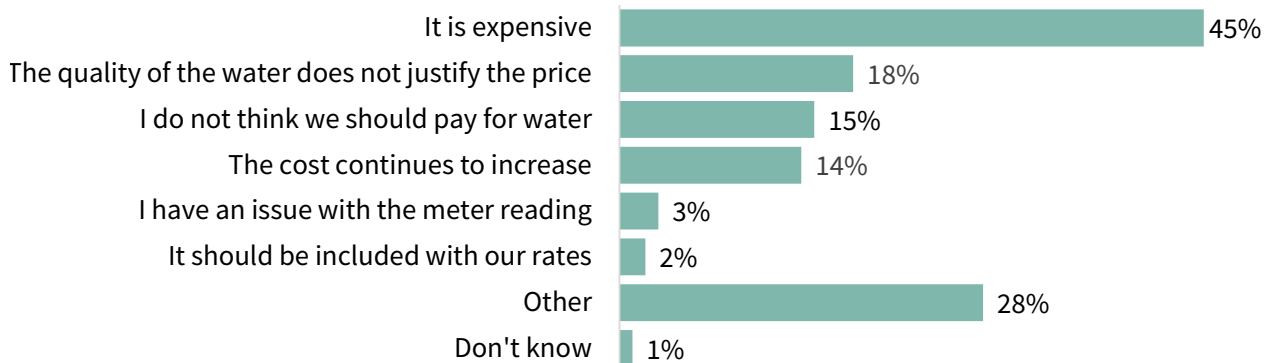 It is expensive 45%
The quality of the water does not justify the price 18%
I do not think we should pay for water 15%
The cost continues to increase 14%
I have an issue with the meter reading 3%
It should be included with our rates 2%
Other 28%
Don't know 1%